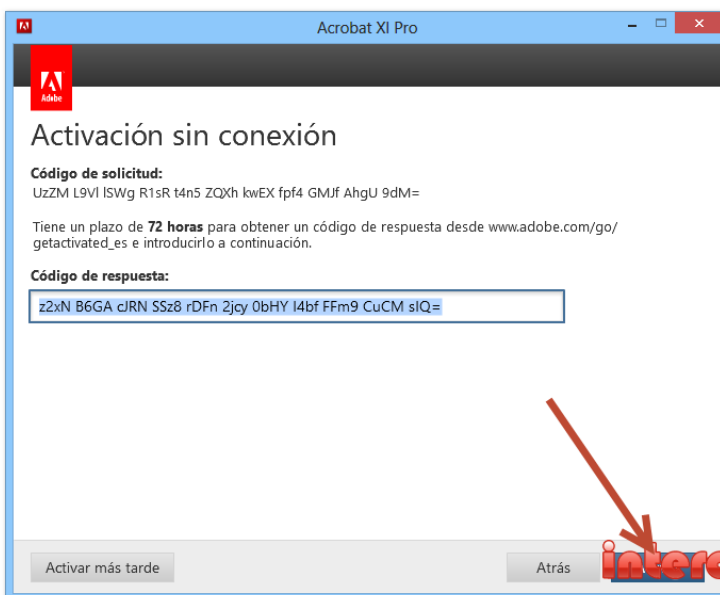 Acrobat XI Pro
Adobe
Activación sin conexión
Código de solicitud:
UzZM L9Vl lSWg R1sR t4n5 ZQXh kwEX fpf4 GMJf AhgU 9dM=
Tiene un plazo de 72 horas para obtener un código de respuesta desde www.adobe.com/go/
getactivated_es e introducirlo a continuación.
Código de respuesta:
z2xN B6GA cJRN SSz8 rDFn 2jcy 0bHY I4bf FFm9 CuCM sIQ=
Activar más tarde
Atrás